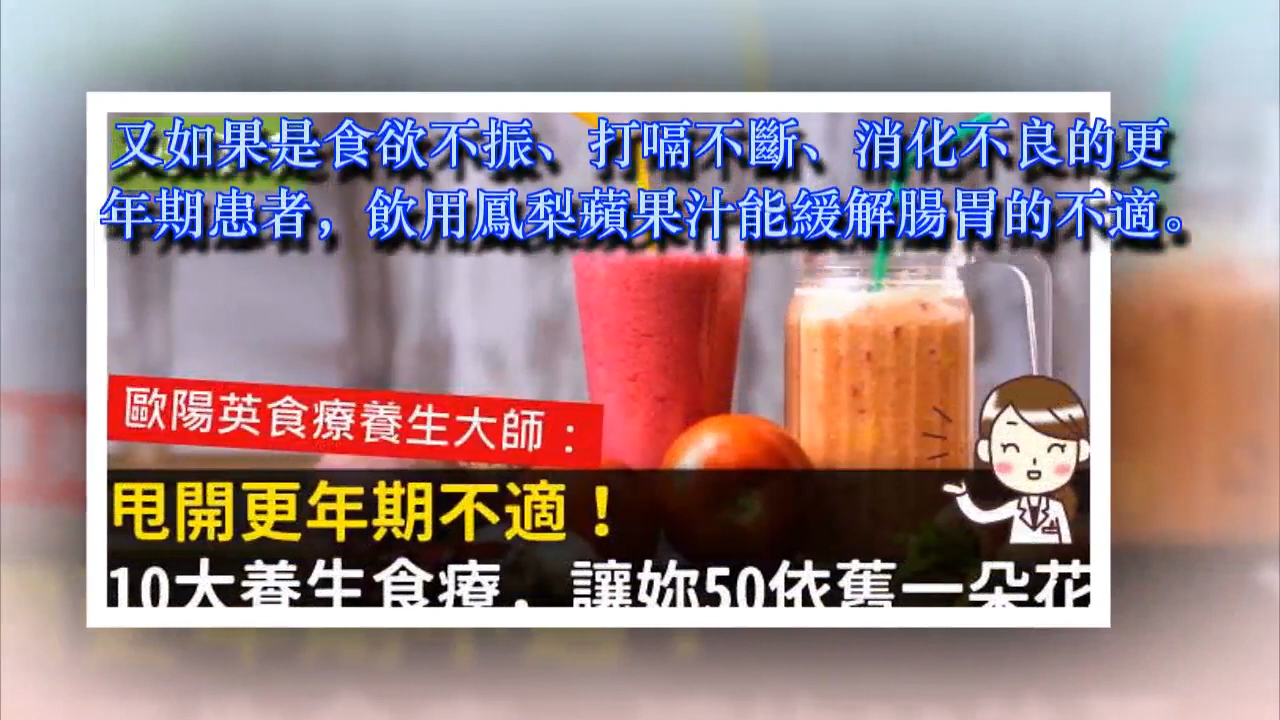 又如果是食欲不振、打嗝不斷、消化不良的更
年期患者，飲用鳳梨蘋果汁能緩解腸胃的不適。
歐陽英食療養生大師：
甩開更年期不適！
10大養生食療，讓妳50依舊一朵花